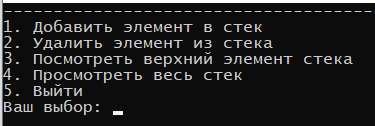 --------------------------------------
1. Добавить элемент в стек
2. Удалить элемент из стека
3. Посмотреть верхний элемент стека
4. Просмотреть весь стек
5. Выйти
Ваш выбор: _